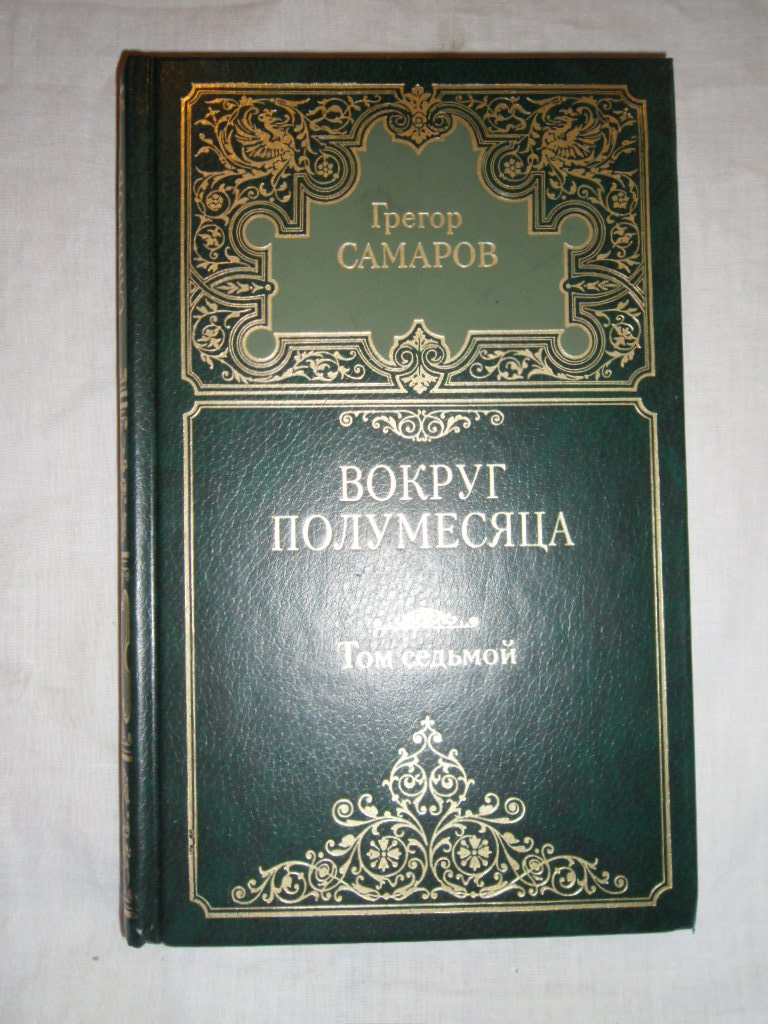 Грегор
САМАРОВ
ВОКРУГ
ПОЛУМЕСЯЦА
Том седьмой